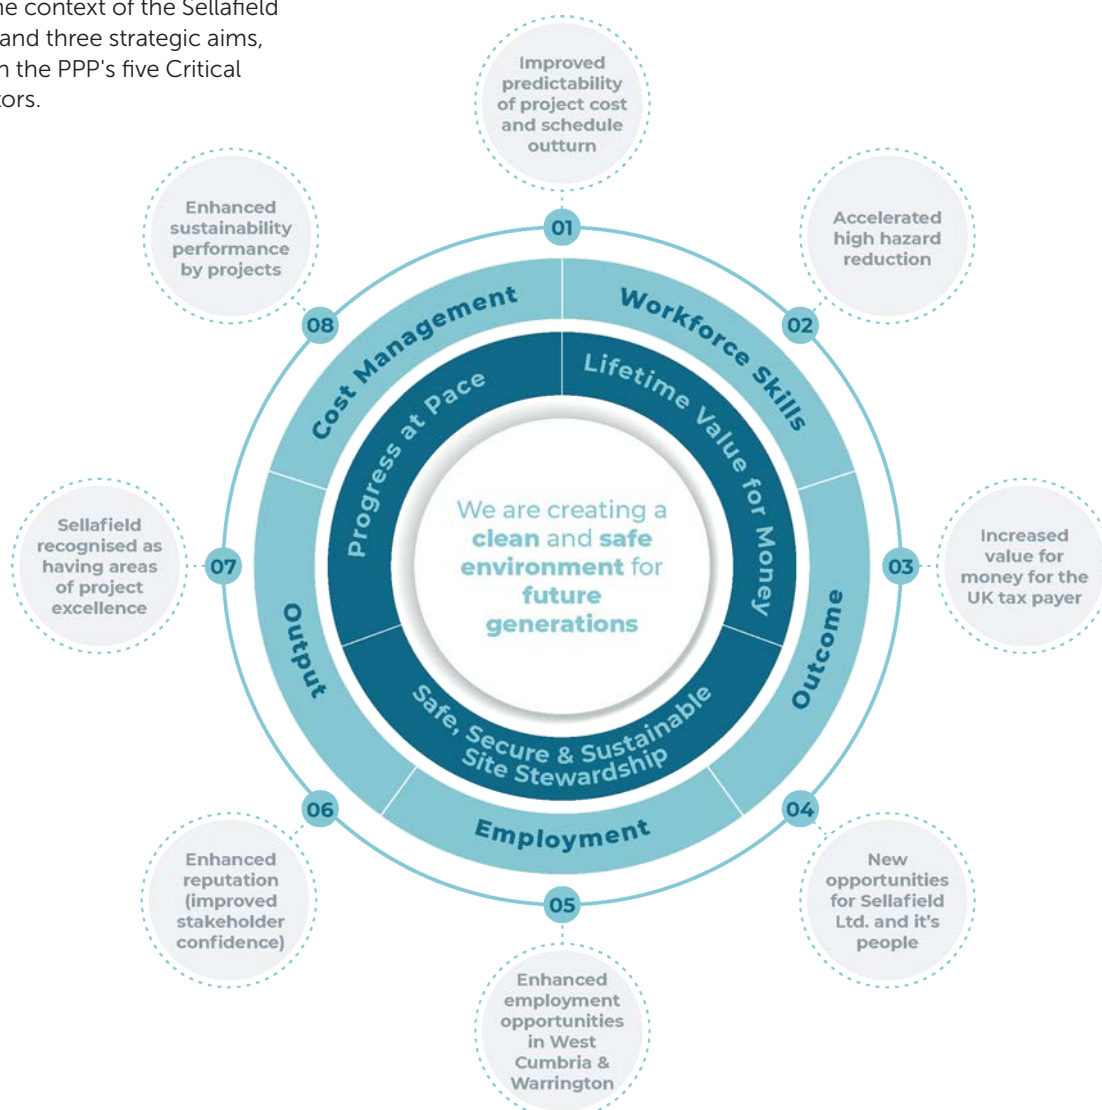 ne context of the Sellafield
and three strategic aims,
n the PPP's five Critical
tors.
Improved
predictability
of project cost
and schedule
outturn
01
Accelerated
high hazard
reduction
02
Increased
value for
money for the
UK tax payer
03
New
opportunities
for Sellafield
Ltd. and it's
people
04
Enhanced
employment
opportunities
in West
Cumbria &
Warrington
05
Enhanced
reputation
(improved
stakeholder
confidence)
06
Sellafield
recognised as
having areas
of project
excellence
07
Enhanced
sustainability
performance
by projects
08
Cost Management
Workforce Skills
Outcome
Employment
Output
Progress at Pace
Lifetime Value for Money
Safe, Secure & Sustainable
Site Stewardship
We are creating a
clean and safe
environment for
future
generations